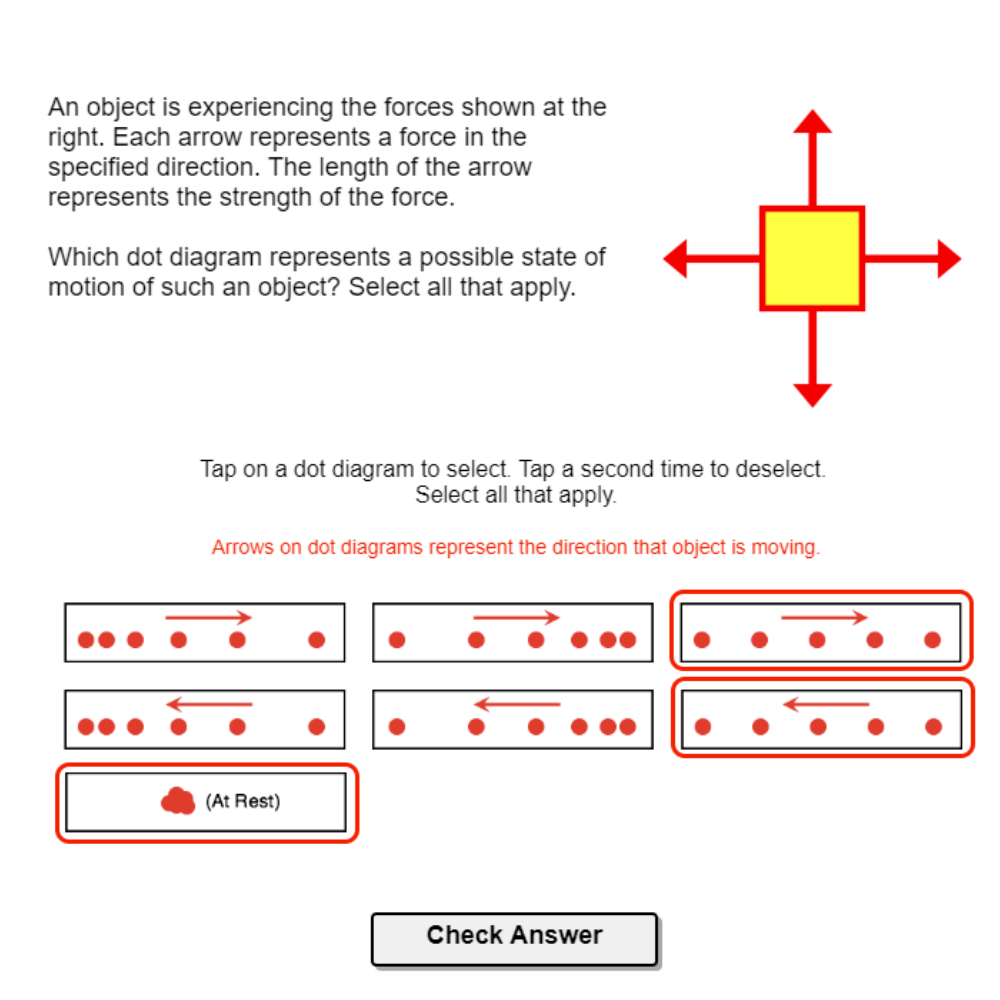 An object is experiencing the forces shown at the
right. Each arrow represents a force in the
specified direction. The length of the arrow
represents the strength of the force.
Which dot diagram represents a possible state of
motion of such an object? Select all that apply.
Tap on a dot diagram to select. Tap a second time to deselect.
Select all that apply.
Arrows on dot diagrams represent the direction that object is moving.
(At Rest)
Check Answer